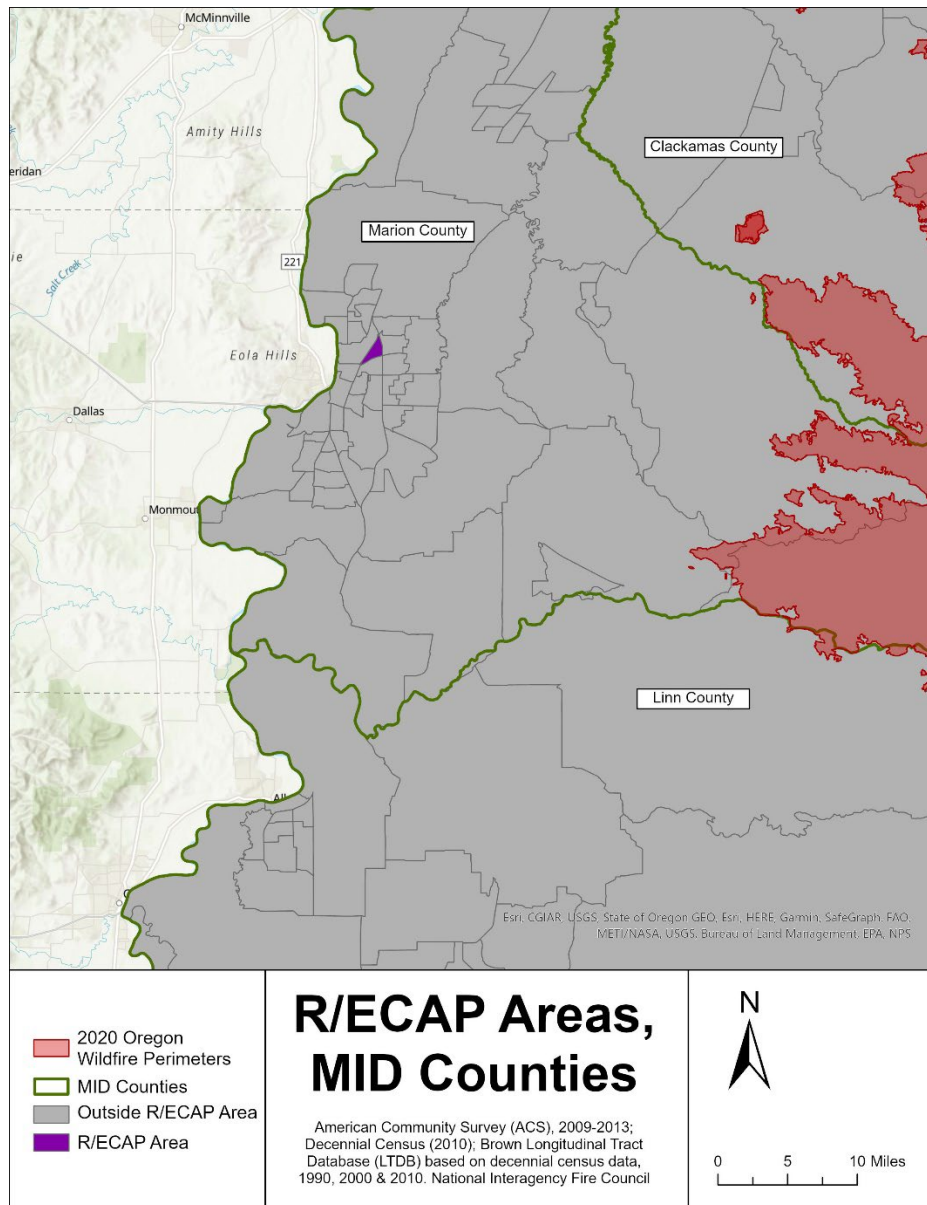 McMinnville
Amity Hills
Clackamas County
eridan
Marion County
ie
221
Salt Creek
Eola Hills
Dallas
Monmout
Linn County
Al
Esri, CGIAR, USGS, State of Oregon GEO, Esri, HERE, Garmin, SafeGraph, FAO,
METI/NASA, USGS, Bureau of Land Management, EPA, NPS
2020 Oregon
Wildfire Perimeters
MID Counties
Outside R/ECAP Area
R/ECAP Area
R/ECAP Areas,
MID Counties
American Community Survey (ACS), 2009-2013;
Decennial Census (2010); Brown Longitudinal Tract
Database (LTDB) based on decennial census data,
1990, 2000 & 2010. National Interagency Fire Council
N
0 5 10 Miles